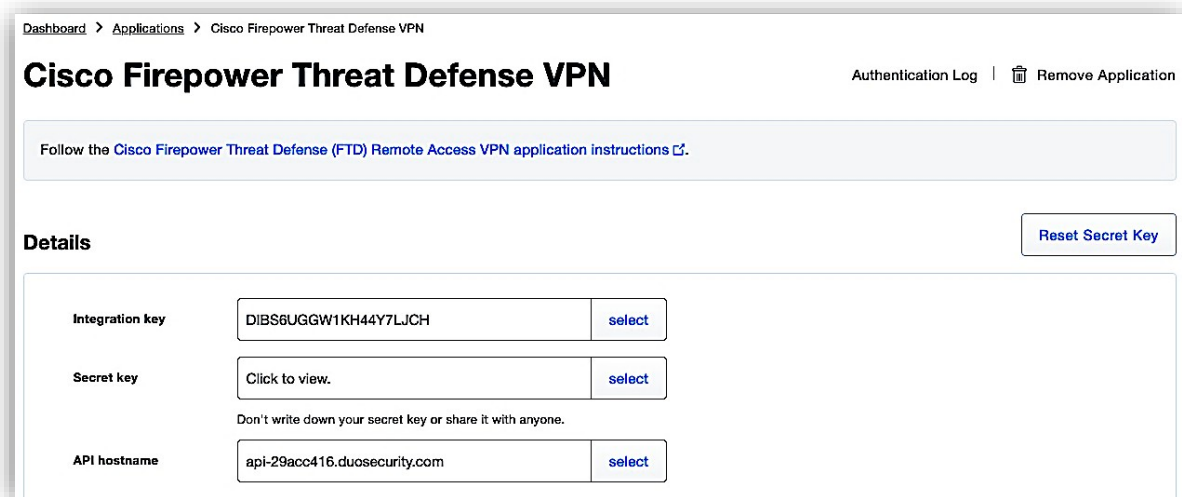 Dashboard > Applications > Cisco Firepower Threat Defense VPN
Cisco Firepower Threat Defense VPN
Authentication Log | Remove Application
Follow the Cisco Firepower Threat Defense (FTD) Remote Access VPN application instructions.
Details
Reset Secret Key
Integration key DIBS6UGGW1KH44Y7LJCH select
Secret key Click to view. select
Don't write down your secret key or share it with anyone.
API hostname api-29acc416.duosecurity.com select